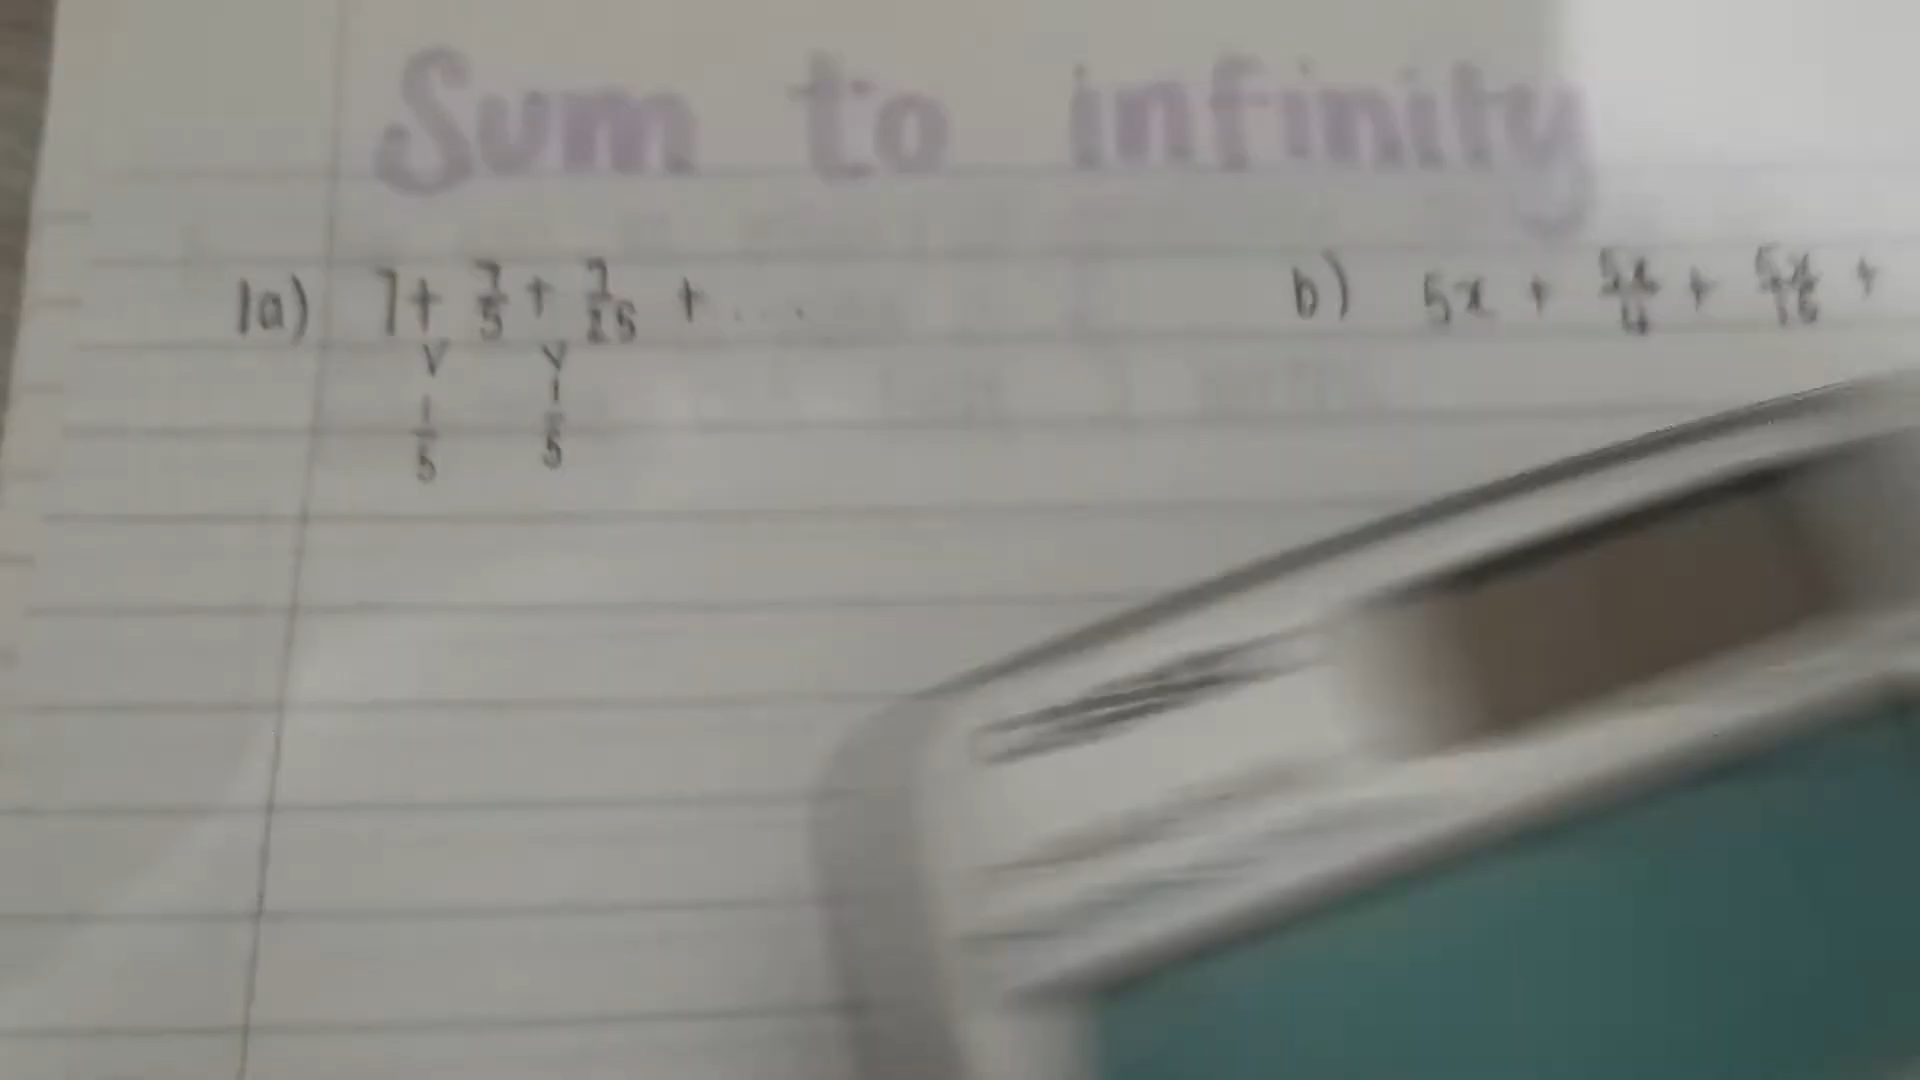 Sum to infinity
1a) 7 + 7/5 + 7/25 + ... b) 5x + 5x/4 + 5x/16 +
V V
1/5 1/5